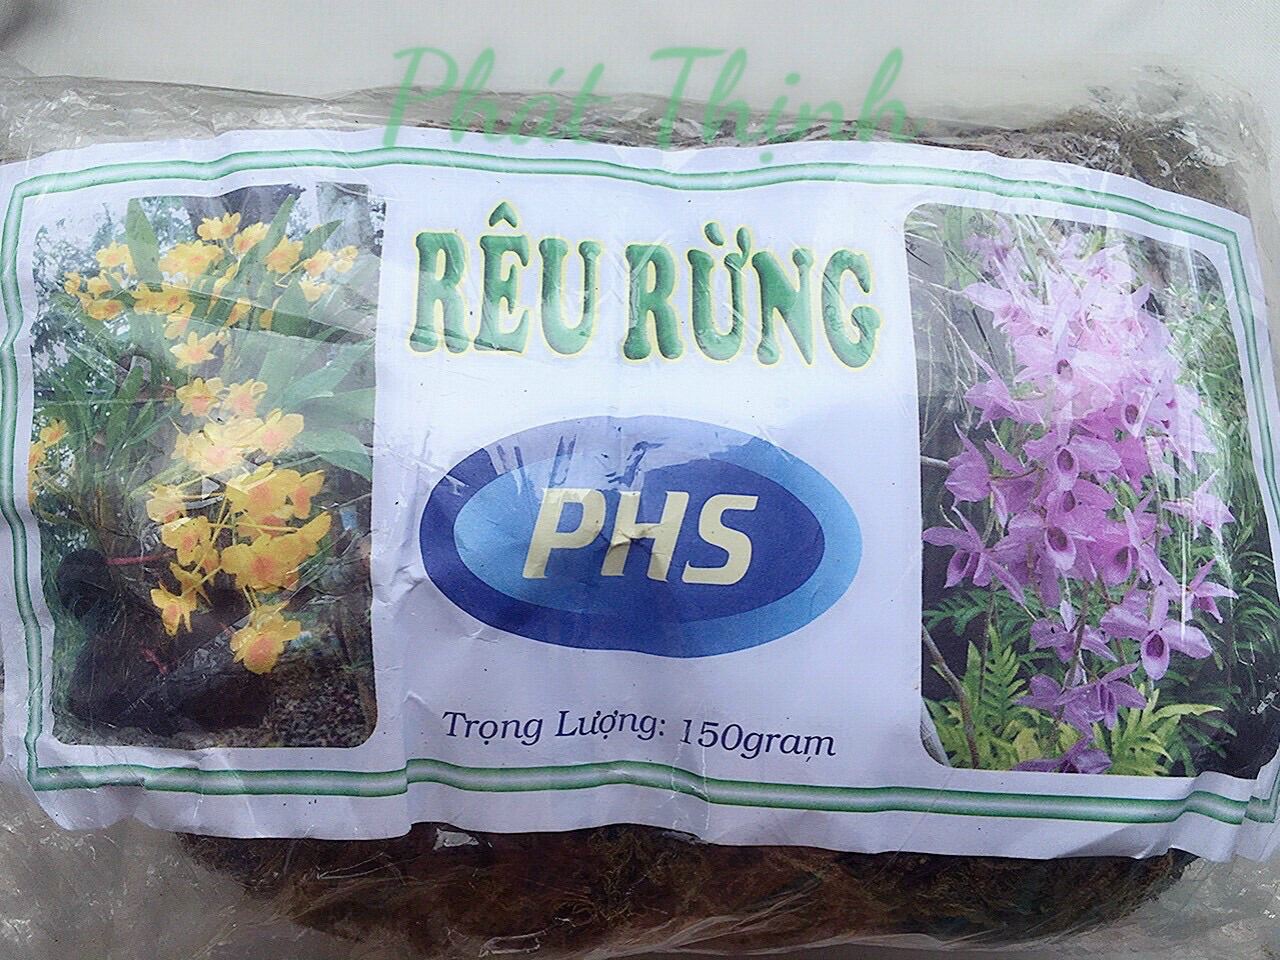 Phát Thịnh
RÊU RỪNG
PHS
Trọng Lượng: 150gram